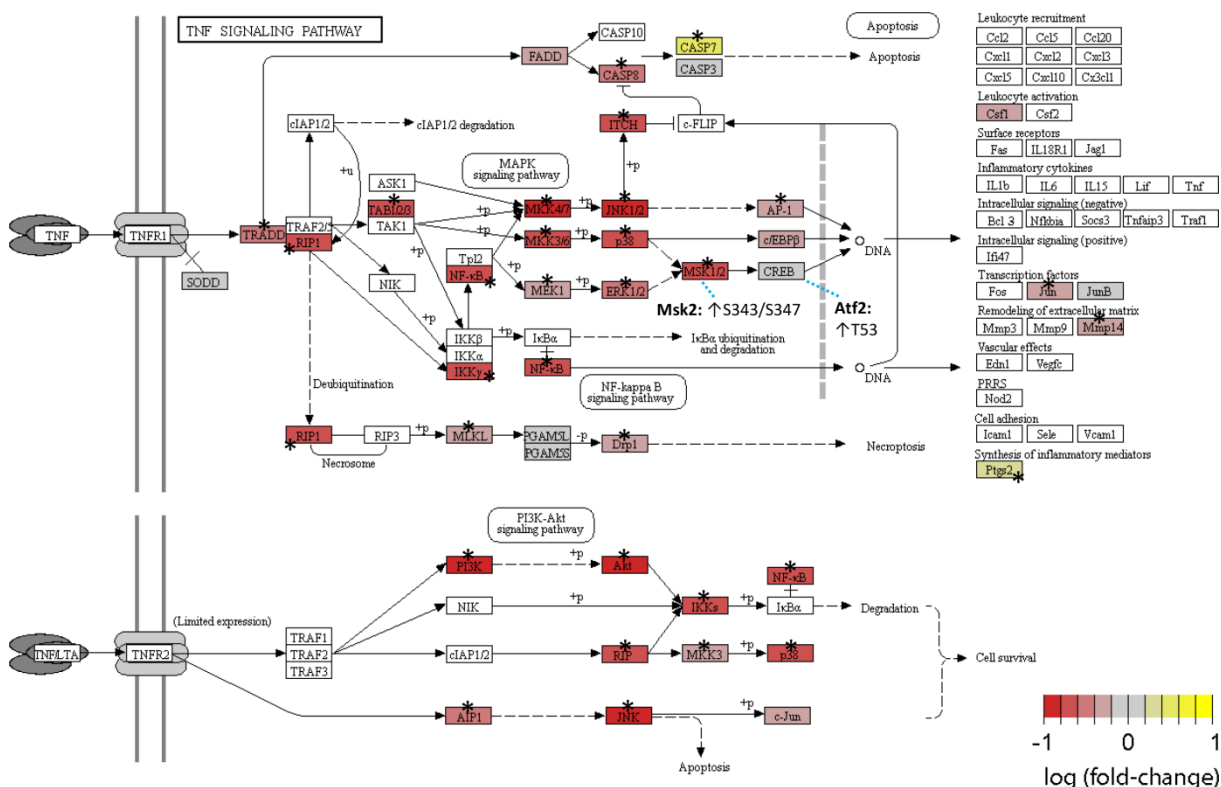 TNF SIGNALING PATHWAY
Apoptosis
CASP10
FADD
CASP8
*
CASP7
*
CASP3
Apoptosis
cIAP1/2
cIAP1/2 degradation
ITCH
*
c-FLIP
+u
+p
MAPK
signaling pathway
ASK1
TAB1/2/3
*
TAK1
+p
+p
MKK4/7
*
+p
JNK1/2
*
AP-1
*
TNF
TNFR1
SODD
TRADD
*
TRAF2/5
RIP1
*
MKK3/6
*
+p
p38
*
c/EBPβ
DNA
NIK
+p
+p
Tpl2
NF-κB
*
+p
MEK1
*
+p
ERK1/2
*
MSK1/2
*
CREB
Msk2: ↑S343/S347
Atf2:
↑T53
IKKβ
IKKα
IKKγ
*
+p
IκBα
IκBα ubiquitination
and degradation
NF-κB
*
DNA
NF-kappa B
signaling pathway
Deubiquitination
RIP1
*
RIP3
Necrosome
+p
MLKL
*
PGAM5L
PGAM5S
-p
Drp1
*
Necroptosis
Leukocyte recruitment
Ccl2 Ccl5 Ccl20
Cxcl1 Cxcl2 Cxcl3
Cxcl5 Cxcl10 Cx3cl1
Leukocyte activation
Csf1 Csf2
Surface receptors
Fas IL18R1 Jag1
Inflammatory cytokines
IL1b IL6 IL15 Lif Tnf
Intracellular signaling (negative)
Bcl3 Nfkbia Socs3 Tnfaip3 Traf1
Intracellular signaling (positive)
Ifi47
Transcription factors
Fos Jun * JunB
Remodeling of extracellular matrix
Mmp3 Mmp9 Mmp14 *
Vascular effects
Edn1 Vegfc
PRRS
Nod2
Cell adhesion
Icam1 Sele Vcam1
Synthesis of inflammatory mediators
Ptgs2 *
PI3K-Akt
signaling pathway
PI3K
*
+p
Akt
*
NF-κB
*
NIK
+p
IKKs
*
+p
IκBα
Degradation
(Limited expression)
TNF/LTA
TNFR2
TRAF1
TRAF2
TRAF3
cIAP1/2
RIP
*
MKK3
*
+p
p38
*
Cell survival
AIP1
*
JNK
*
+p
c-Jun
Apoptosis
-1 0 1
log (fold-change)